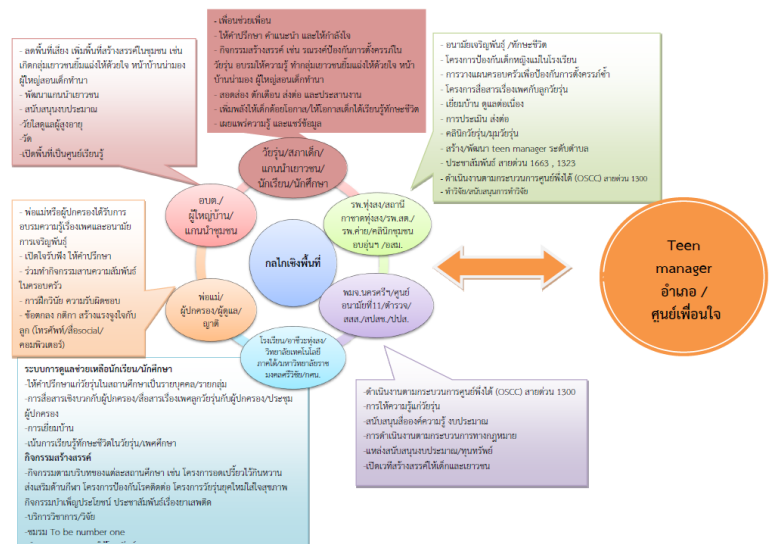 - ลดพื้นที่เสี่ยง เพิ่มพื้นที่สร้างสรรค์ในชุมชน เช่น
เกิดกลุ่มเยาวชนยิ้มแฉ่งให้ด้วยใจ หน้าบ้านน่ามอง
ผู้ใหญ่สอนเด็กทำนา
- พัฒนาแกนนำเยาวชน
- สนับสนุนงบประมาณ
-วัยใสดูแลผู้สูงอายุ
-วัด
-เปิดพื้นที่เป็นศูนย์เรียนรู้
- เพื่อนช่วยเพื่อน
- ให้คำปรึกษา คำแนะนำ และให้กำลังใจ
- กิจกรรมสร้างสรรค์ เช่น รณรงค์ป้องกันการตั้งครรภ์ใน
วัยรุ่น อบรมให้ความรู้ ทำกลุ่มเยาวชนยิ้มแฉ่งให้ด้วยใจ หน้า
บ้านน่ามอง ผู้ใหญ่สอนเด็กทำนา
- สอดส่อง ตักเตือน ส่งต่อ และประสานงาน
- เพิ่มพลังให้เด็กด้อยโอกาส/ให้โอกาสเด็กได้เรียนรู้ทักษะชีวิต
- เผยแพร่ความรู้ และแชร์ข้อมูล
- อนามัยเจริญพันธุ์ /ทักษะชีวิต
- โครงการป้องกันเด็กหญิงแม่ในโรงเรียน
- การวางแผนครอบครัวเพื่อป้องกันการตั้งครรภ์ซ้ำ
- โครงการสื่อสารเรื่องเพศกับลูกวัยรุ่น
- เยี่ยมบ้าน ดูแลต่อเนื่อง
- การประเมิน ส่งต่อ
- คลินิกวัยรุ่น/มุมวัยรุ่น
- สร้าง/พัฒนา teen manager ระดับตำบล
- ประชาสัมพันธ์ สายด่วน 1663 , 1323
- ดำเนินงานตามกระบวนการศูนย์พึ่งได้ (OSCC) สายด่วน 1300
- ทำวิจัย/สนับสนุนการทำวิจัย
วัยรุ่น/สภาเด็ก/
แกนนำเยาวชน/
นักเรียน/นักศึกษา
อบต./
ผู้ใหญ่บ้าน/
แกนนำชุมชน
รพ.ทุ่งสง/สถานี
กาชาดทุ่งสง/รพ.สต./
รพ.ค่าย/คลินิกชุมชน
อบอุ่นฯ /อสม.
กลไกเชิงพื้นที่
พ่อแม่/
ผู้ปกครอง/ผู้ดูแล/
ญาติ
พมจ.นครศรีฯ/ศูนย์
อนามัยที่11/ตำรวจ/
สสส./สปสช./ปปส.
โรงเรียน/อาชีวะทุ่งสง/
วิทยาลัยเทคโนโลยี
ภาคใต้/มหาวิทยาลัยราช
มงคลศรีวิชัย/กศน.
Teen
manager
อำเภอ /
ศูนย์เพื่อนใจ
- พ่อแม่หรือผู้ปกครองได้รับการ
อบรมความรู้เรื่องเพศและอนามัย
การเจริญพันธุ์
- เปิดใจรับฟัง ให้คำปรึกษา
- ร่วมทำกิจกรรมสานความสัมพันธ์
ในครอบครัว
- การฝึกวินัย ความรับผิดชอบ
- ข้อตกลง กติกา สร้างแรงจูงใจกับ
ลูก (โทรศัพท์/สื่อsocial/
คอมพิวเตอร์)
ระบบการดูแลช่วยเหลือนักเรียน/นักศึกษา
-ให้คำปรึกษาแก่วัยรุ่นในสถานศึกษาเป็นรายบุคคล/รายกลุ่ม
-การสื่อสารเชิงบวกกับผู้ปกครอง/สื่อสารเรื่องเพศลูกวัยรุ่นกับผู้ปกครอง/ประชุม
ผู้ปกครอง
-การเยี่ยมบ้าน
-เน้นการเรียนรู้ทักษะชีวิตในวัยรุ่น/เพศศึกษา
กิจกรรมสร้างสรรค์
-กิจกรรมตามบริบทของแต่ละสถานศึกษา เช่น โครงการอดเปรี้ยวไว้กินหวาน
ส่งเสริมด้านกีฬา โครงการป้องกันโรคติดต่อ โครงการวัยรุ่นยุคใหม่ใส่ใจสุขภาพ
กิจกรรมบำเพ็ญประโยชน์ ประชาสัมพันธ์เรื่องยาเสพติด
-บริการวิชาการ/วิจัย
-ชมรม To be number one
-ดำเนินงานตามกระบวนการศูนย์พึ่งได้ (OSCC) สายด่วน 1300
-การให้ความรู้แก่วัยรุ่น
-สนับสนุนสื่อองค์ความรู้ งบประมาณ
-การดำเนินงานตามกระบวนการทางกฎหมาย
-แหล่งสนับสนุนงบประมาณ/ทุนทรัพย์
-เปิดเวทีสร้างสรรค์ให้เด็กและเยาวชน